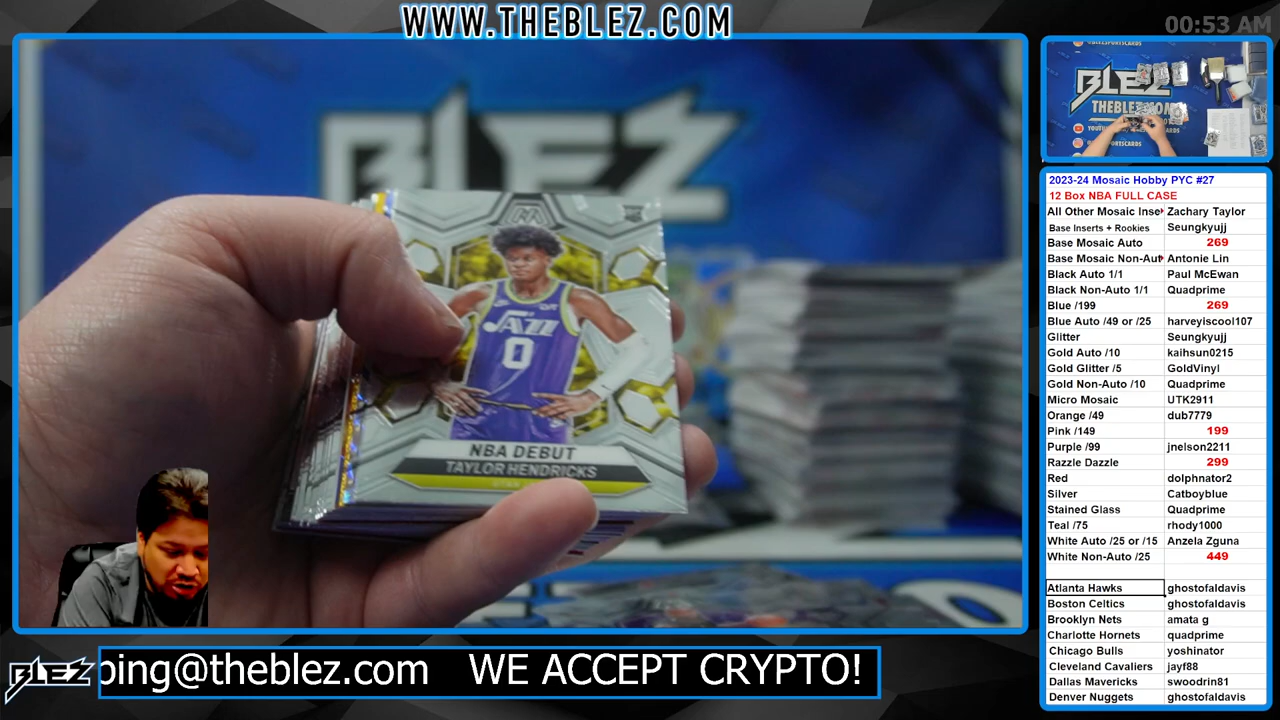 WWW.THEBLEZ.COM
00:53 AM
BLEZ
THEBLEZ.COM
2023-24 Mosaic Hobby PYC #27
12 Box NBA FULL CASE
All Other Mosaic Inse Zachary Taylor
Base Inserts + Rookies Seungkyujj
Base Mosaic Auto 269
Base Mosaic Non-Aut Antonie Lin
Black Auto 1/1 Paul McEwan
Black Non-Auto 1/1 Quadprime
Blue /199 269
Blue Auto /49 or /25 harveyiscool107
Glitter Seungkyujj
Gold Auto /10 kaihsun0215
Gold Glitter /5 GoldVinyl
Gold Non-Auto /10 Quadprime
Micro Mosaic UTK2911
Orange /49 dub7779
Pink /149 199
Purple /99 jnelson2211
Razzle Dazzle 299
Red dolphnator2
Silver Catboyblue
Stained Glass Quadprime
Teal /75 rhody1000
White Auto /25 or /15 Anzela Zguna
White Non-Auto /25 449
Atlanta Hawks ghostofaldavis
Boston Celtics ghostofaldavis
Brooklyn Nets amata g
Charlotte Hornets quadprime
Chicago Bulls yoshinator
Cleveland Cavaliers jayf88
Dallas Mavericks swoodrin81
Denver Nuggets ghostofaldavis
BLEZ
JAZZ
0
NBA DEBUT
TAYLOR HENDRICKS
BLEZ
ping@theblez.com WE ACCEPT CRYPTO!